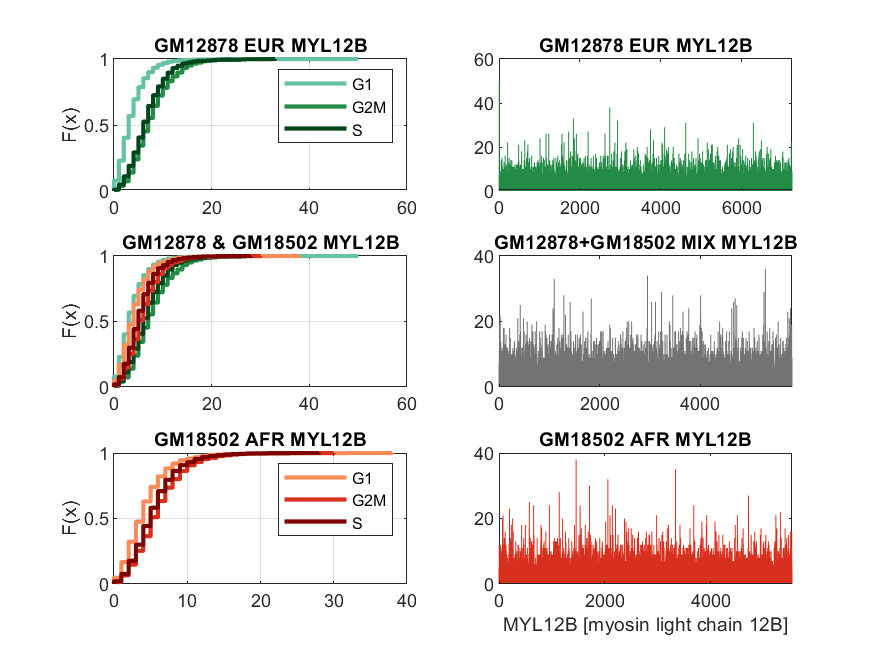 GM12878 EUR MYL12B
1
0.5
0
F(x)
0 20 40 60
G1
G2M
S
GM12878 EUR MYL12B
60
40
20
0
0 2000 4000 6000
GM12878 & GM18502 MYL12B
1
0.5
0
F(x)
0 20 40 60
GM12878+GM18502 MIX MYL12B
40
20
0
0 2000 4000
GM18502 AFR MYL12B
1
0.5
0
F(x)
0 10 20 30 40
G1
G2M
S
GM18502 AFR MYL12B
40
20
0
0 2000 4000
MYL12B [myosin light chain 12B]